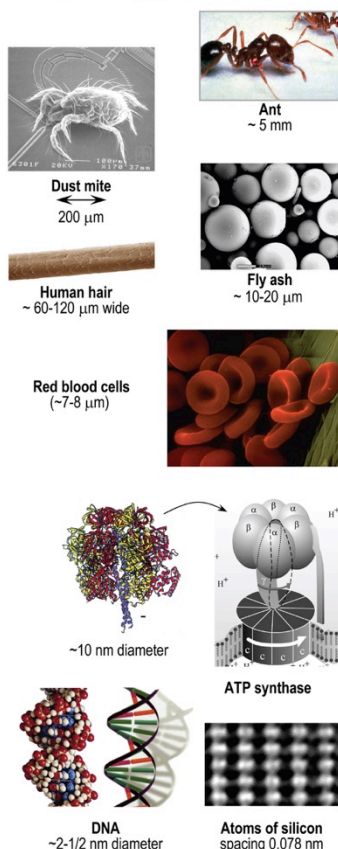 Ant
~ 5 mm
Dust mite
200 μm
Human hair
~ 60-120 μm wide
Fly ash
~ 10-20 μm
Red blood cells
(~7-8 μm)
α
β
β
α
β
α
H⁺
H⁺
C
C
C
C
~10 nm diameter
ATP synthase
DNA
~2-1/2 nm diameter
Atoms of silicon
spacing 0.078 nm